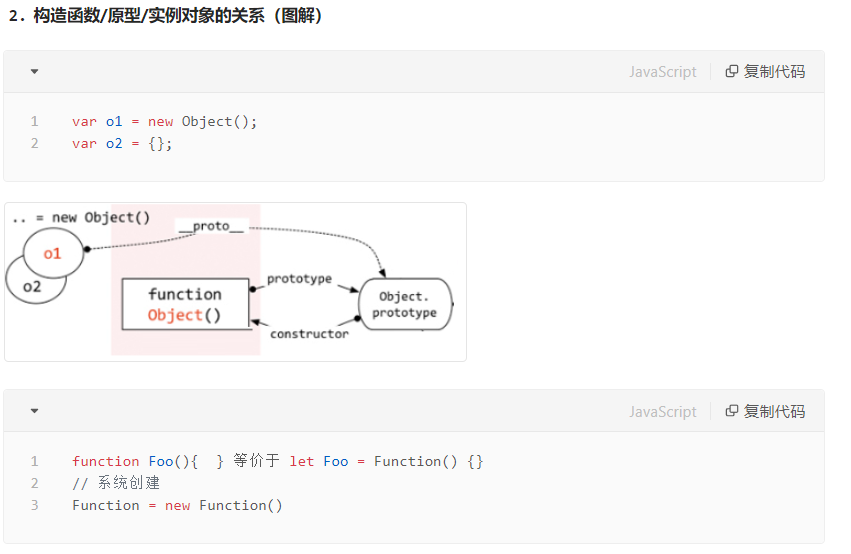 2. 构造函数/原型/实例对象的关系（图解）
JavaScript 复制代码
1 var o1 = new Object();
2 var o2 = {};
.. = new Object()
__proto__
o1
o2
prototype
function
Object()
Object.
prototype
constructor
JavaScript 复制代码
1 function Foo(){  } 等价于 let Foo = Function() {}
2 // 系统创建
3 Function = new Function()